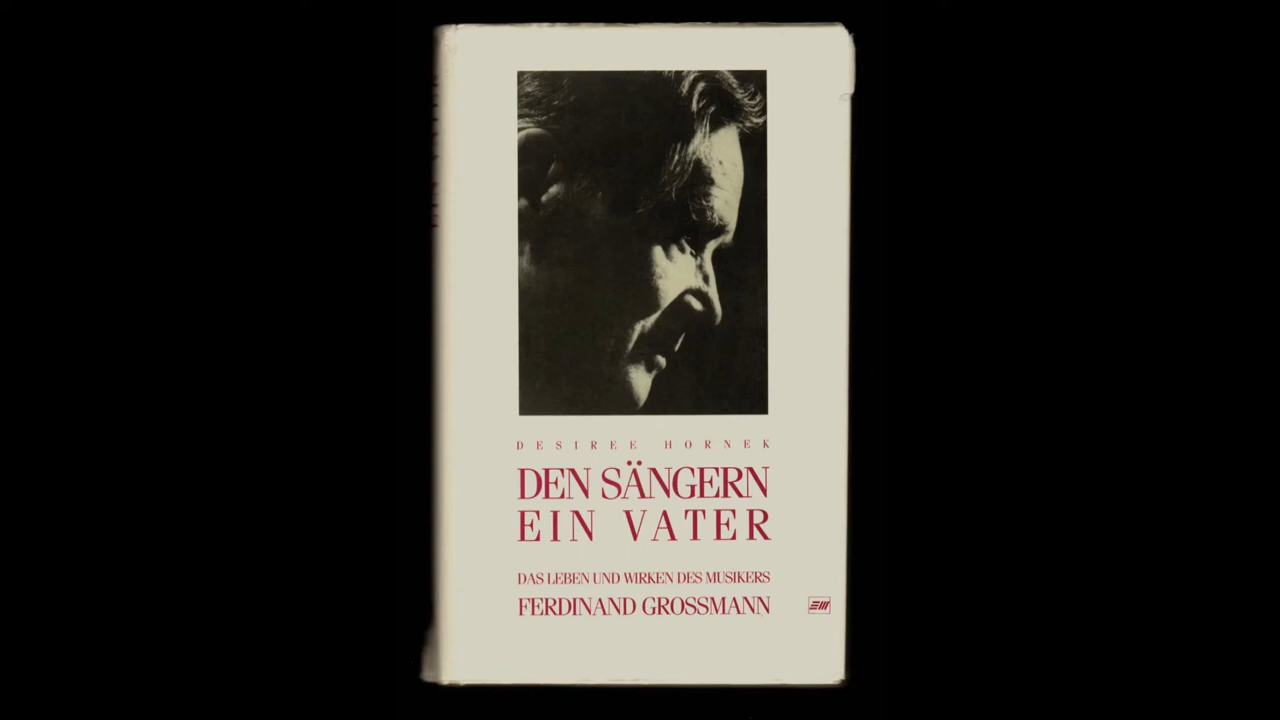 DESIREE HORNEK
DEN SÄNGERN
EIN VATER
DAS LEBEN UND WIRKEN DES MUSIKERS
FERDINAND GROSSMANN